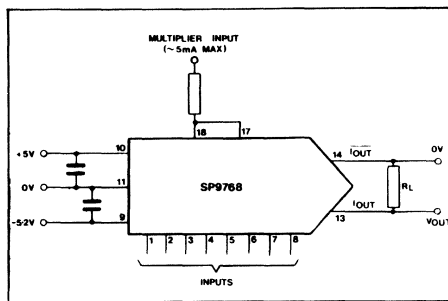 MULTIPLIER INPUT
(~5mA MAX)
18 17
+5V 10
14 IOUT 0V
0V 11
SP9768
RL
-5·2V 9
13 IOUT
VOUT
1 2 3 4 5 6 7 8
INPUTS